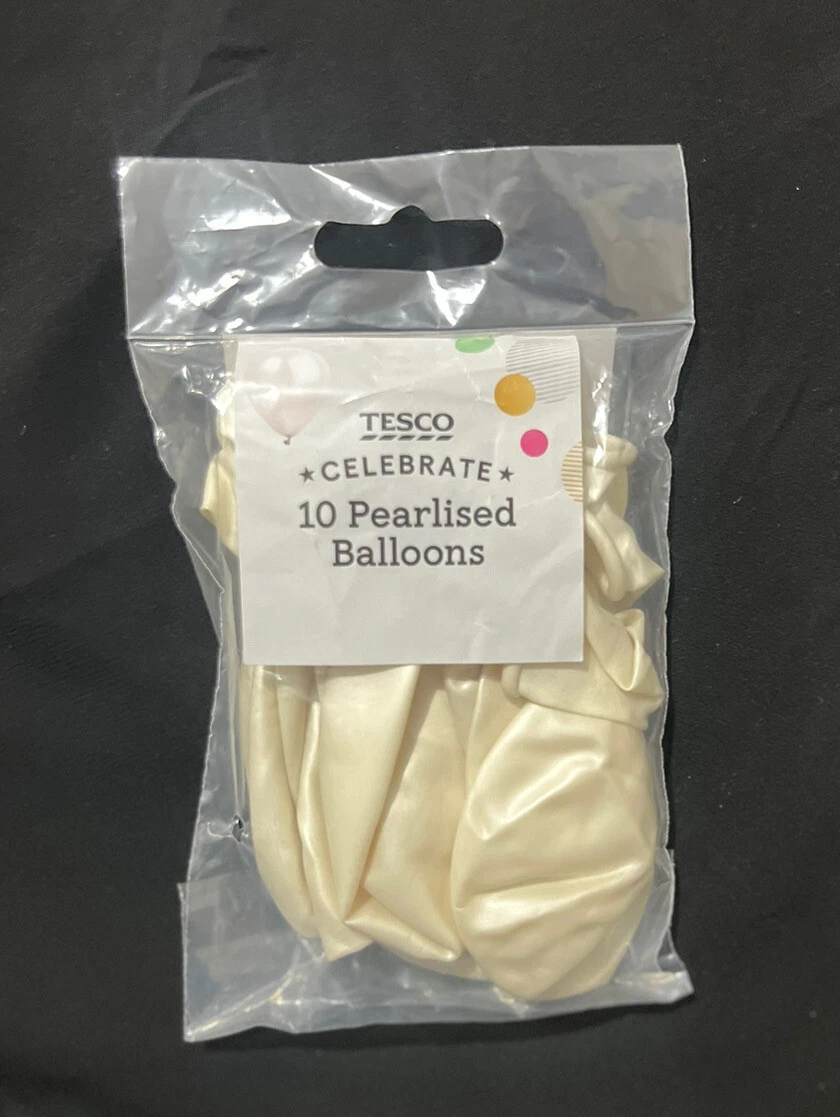 TESCO
★CELEBRATE★
10 Pearlised
Balloons